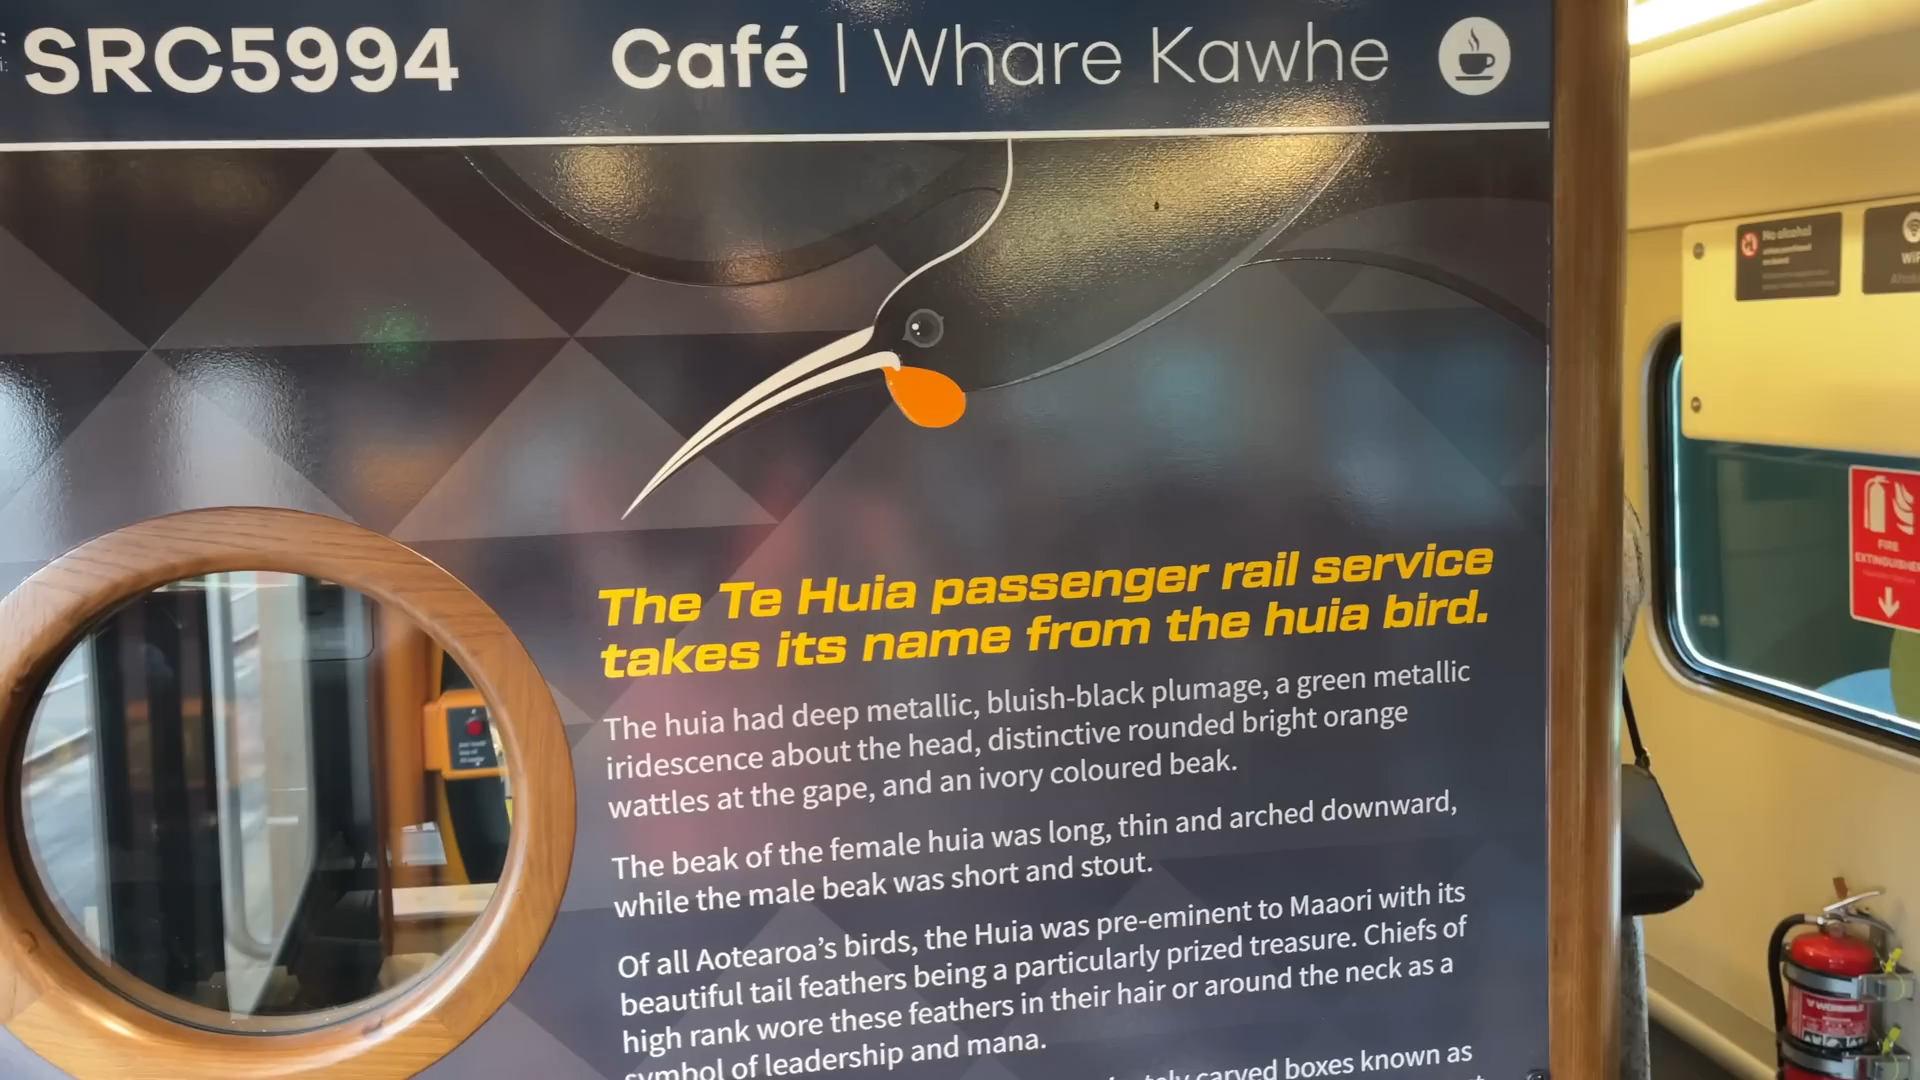 SRC5994
Café | Whare Kawhe
No alcohol
WiF
FIRE
EXTINGUISHER
The Te Huia passenger rail service
takes its name from the huia bird.
The huia had deep metallic, bluish-black plumage, a green metallic
iridescence about the head, distinctive rounded bright orange
wattles at the gape, and an ivory coloured beak.
The beak of the female huia was long, thin and arched downward,
while the male beak was short and stout.
Of all Aotearoa's birds, the Huia was pre-eminent to Maaori with its
beautiful tail feathers being a particularly prized treasure. Chiefs of
high rank wore these feathers in their hair or around the neck as a
symbol of leadership and mana.
carved boxes known as